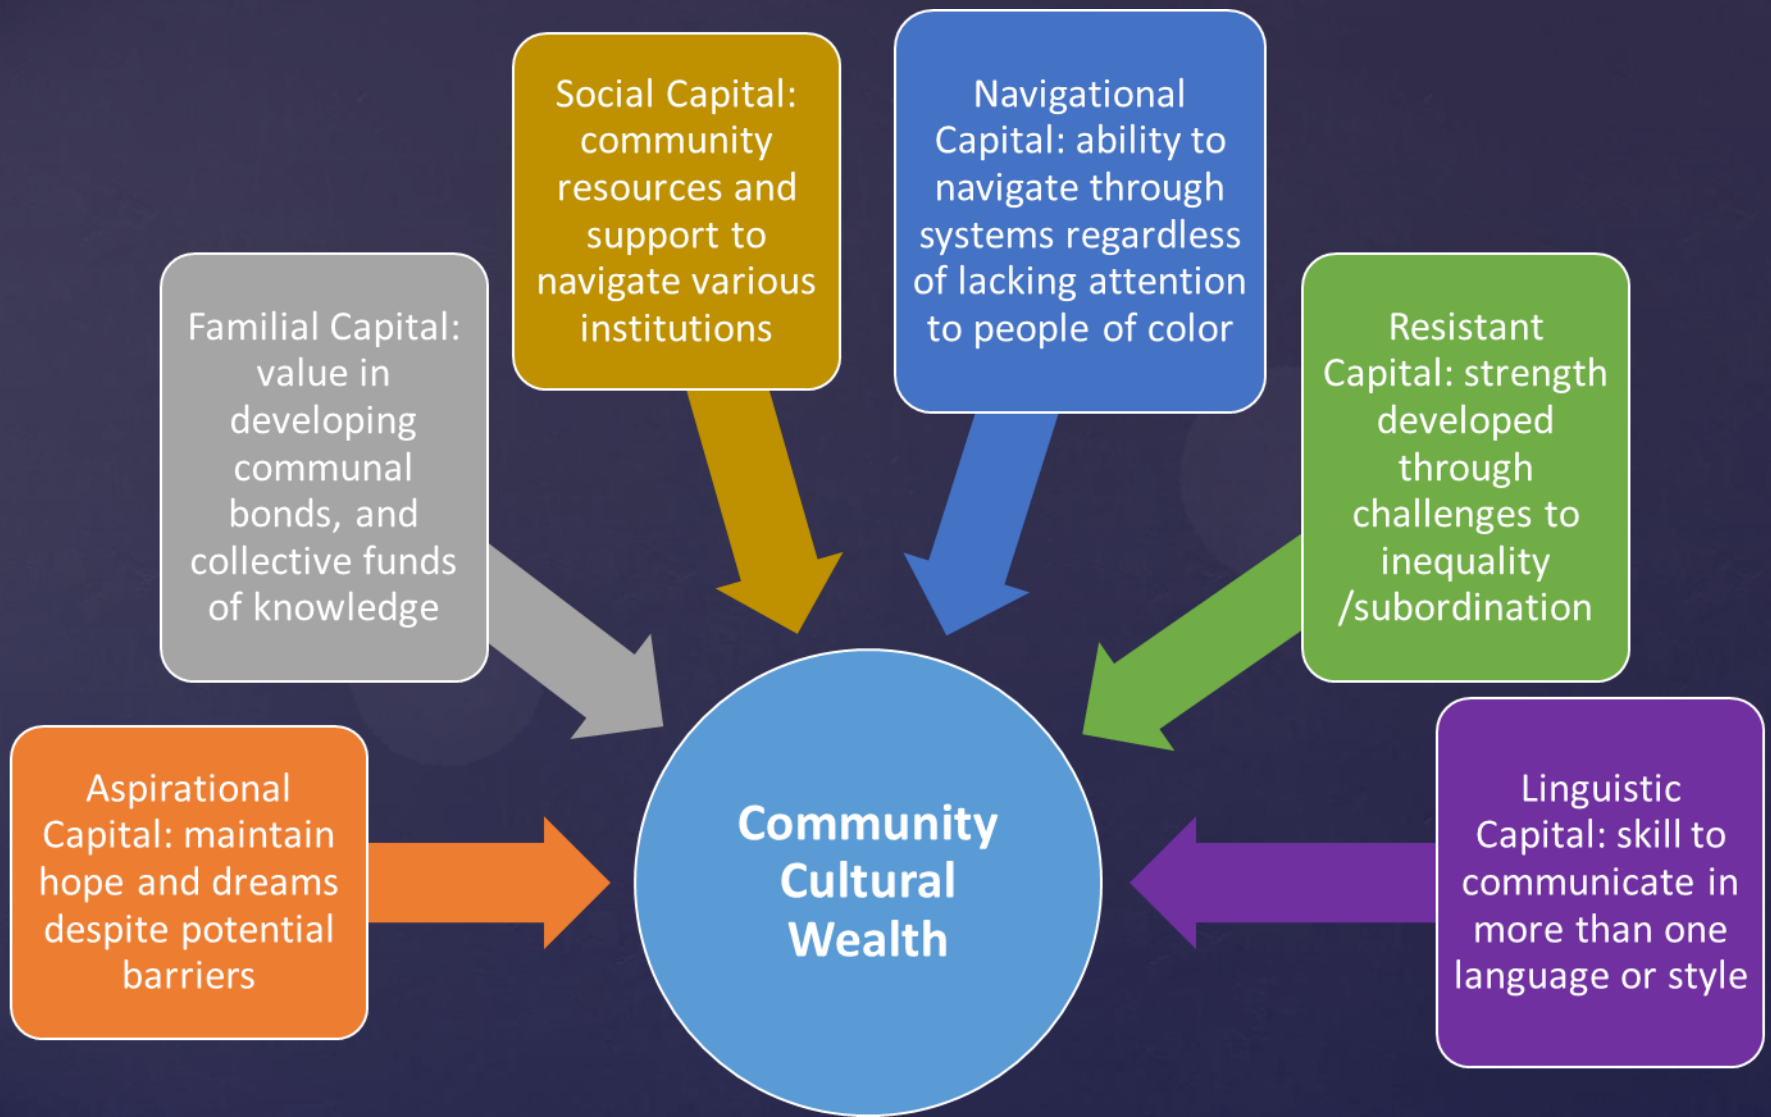 Social Capital:
community
resources and
support to
navigate various
institutions
Navigational
Capital: ability to
navigate through
systems regardless
of lacking attention
to people of color
Familial Capital:
value in
developing
communal
bonds, and
collective funds
of knowledge
Resistant
Capital: strength
developed
through
challenges to
inequality
/subordination
Aspirational
Capital: maintain
hope and dreams
despite potential
barriers
Community
Cultural
Wealth
Linguistic
Capital: skill to
communicate in
more than one
language or style